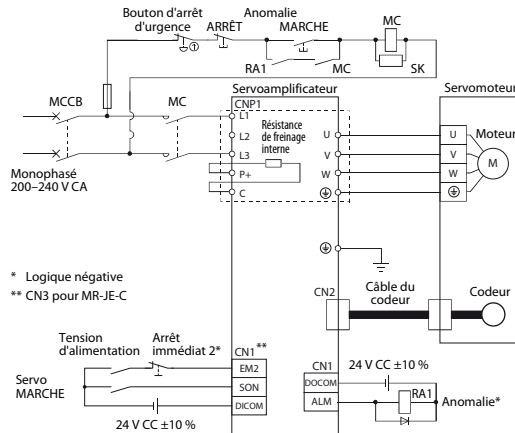 Bouton d'arrêt
d'urgence
ARRÊT
Anomalie
MARCHE
MC
RA1
MC
SK
Servoamplificateur
Servomoteur
CNP1
MCCB
MC
L1
L2
L3
P+
C
Résistance
de freinage
interne
U
V
W
U
V
W
Moteur
M
Monophasé
200–240 V CA
* Logique négative
** CN3 pour MR-JE-C
CN2
Câble du
codeur
Codeur
Tension
d'alimentation
Arrêt
immédiat 2*
CN1**
EM2
SON
DICOM
Servo
MARCHE
24 V CC ±10 %
CN1
DOCOM
ALM
24 V CC ±10 %
RA1
Anomalie*